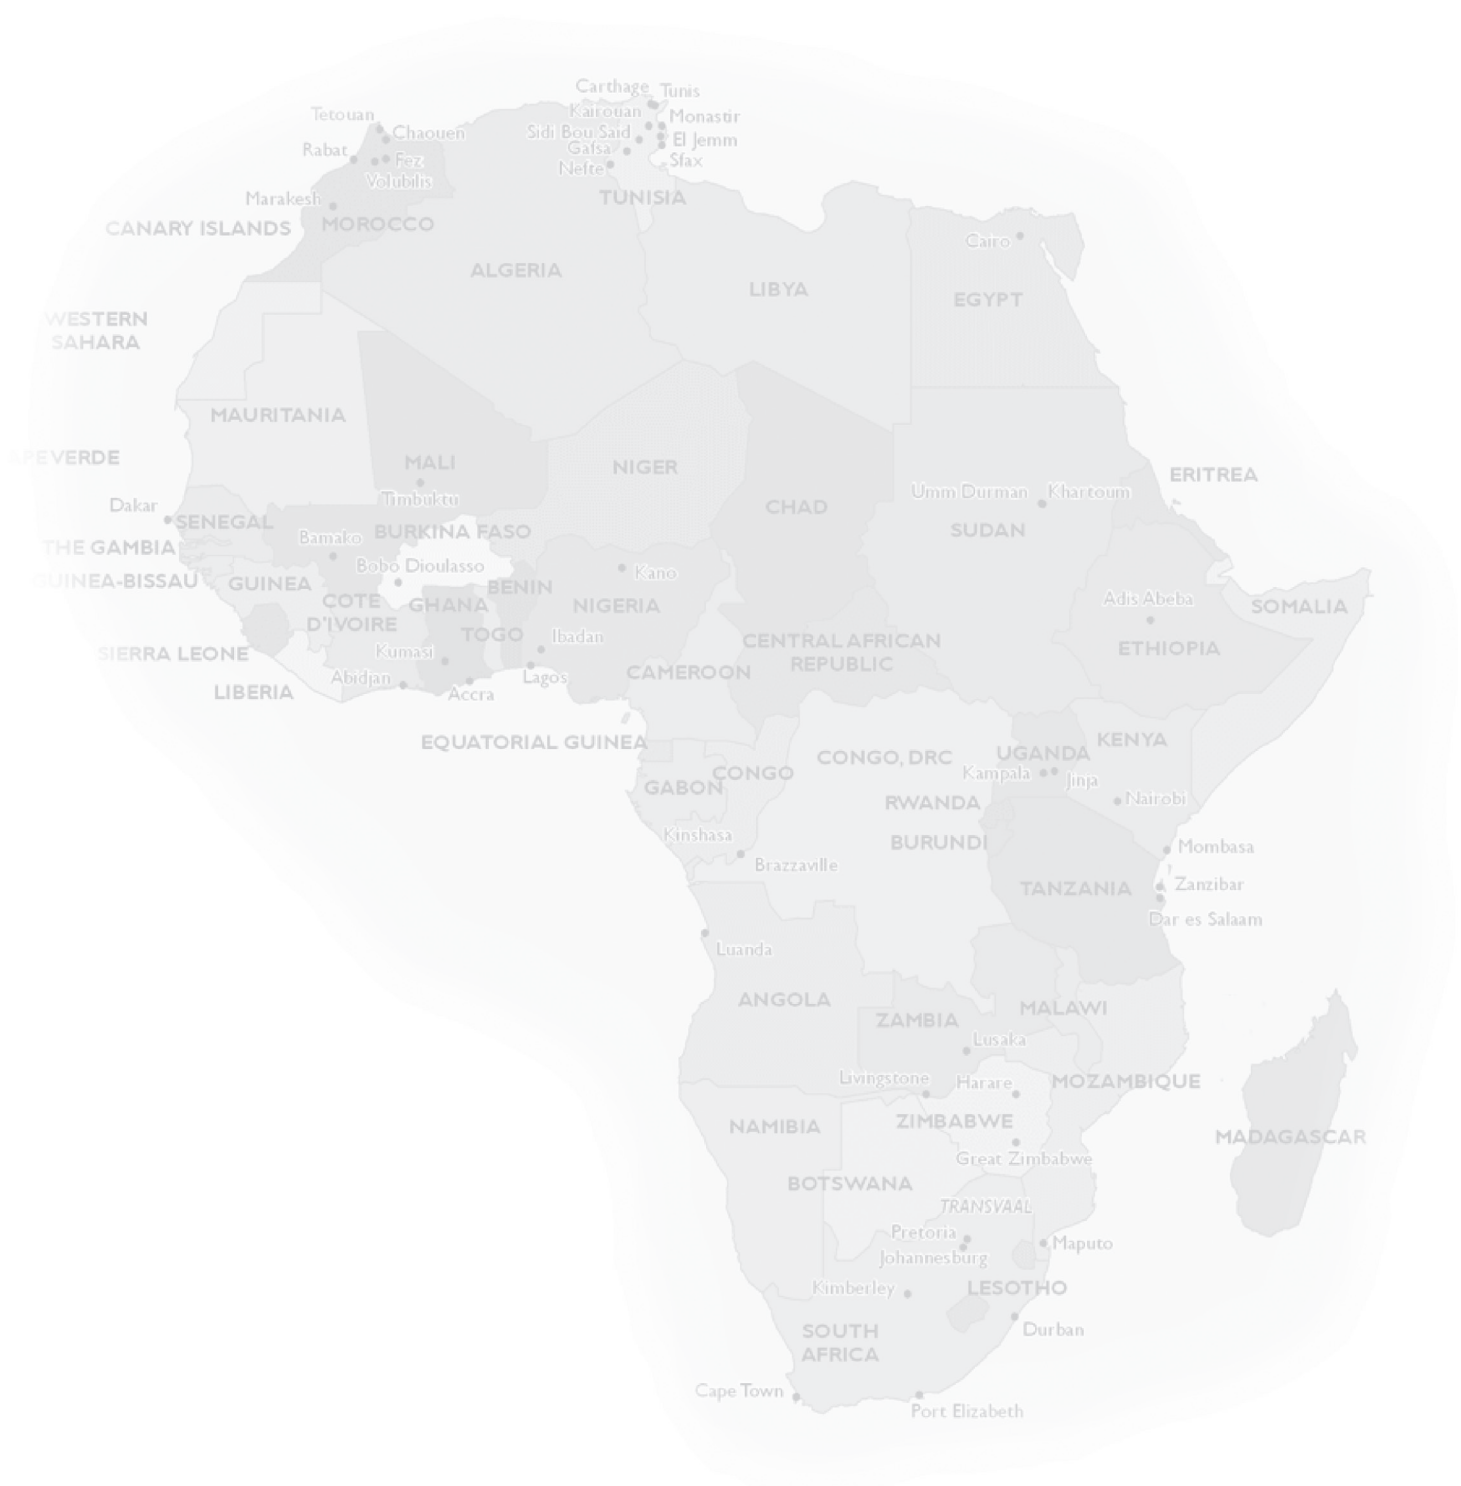 Carthage
Tunis
Kairouan
Monastir
Tetouan
Chaouen
Sidi Bou Said
El Jemm
Rabat
Gafsa
Fez
Sfax
Nefte
Volubilis
Marakesh
TUNISIA
CANARY ISLANDS
MOROCCO
Cairo
ALGERIA
LIBYA
EGYPT
WESTERN
SAHARA
MAURITANIA
VERDE
MALI
NIGER
ERITREA
Timbuktu
Umm Durman
Khartoum
Dakar
CHAD
SENEGAL
BURKINA FASO
SUDAN
Bamako
THE GAMBIA
Bobo Dioulasso
Kano
GUINEA-BISSAU
GUINEA
BENIN
COTE
D'IVOIRE
GHANA
NIGERIA
Adis Abeba
SOMALIA
TOGO
Ibadan
CENTRAL AFRICAN
REPUBLIC
ETHIOPIA
SIERRA LEONE
Kumasi
CAMEROON
Abidjan
Lagos
LIBERIA
Accra
EQUATORIAL GUINEA
KENYA
CONGO, DRC
UGANDA
CONGO
Kampala
Jinja
GABON
RWANDA
Nairobi
Kinshasa
BURUNDI
Mombasa
Brazzaville
TANZANIA
Zanzibar
Dar es Salaam
Luanda
ANGOLA
MALAWI
ZAMBIA
Lusaka
Livingstone
Harare
MOZAMBIQUE
NAMIBIA
ZIMBABWE
MADAGASCAR
Great Zimbabwe
BOTSWANA
TRANSVAAL
Pretoria
Maputo
Johannesburg
Kimberley
LESOTHO
SOUTH
AFRICA
Durban
Cape Town
Port Elizabeth